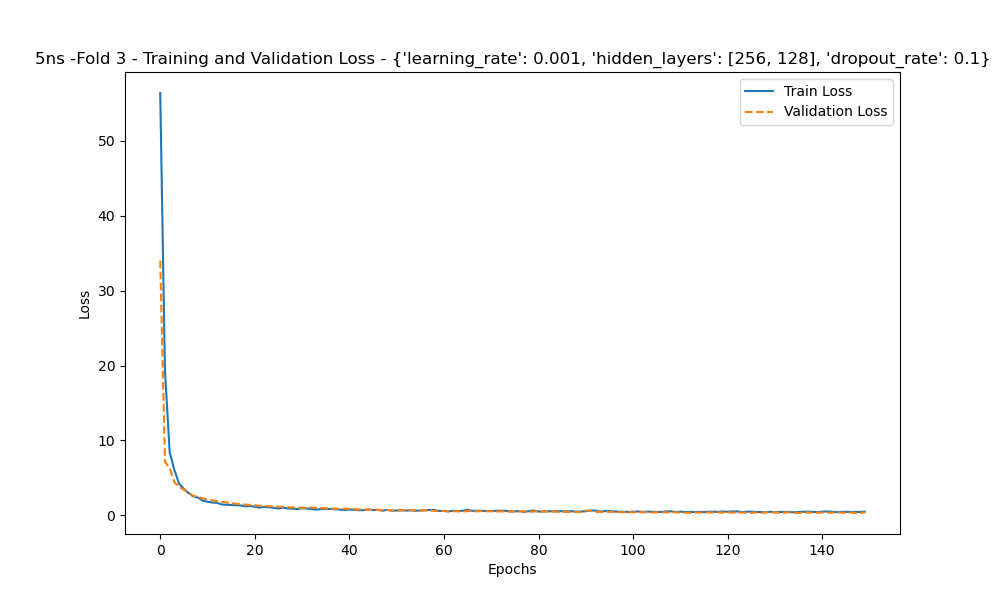 5ns -Fold 3 - Training and Validation Loss - {'learning_rate': 0.001, 'hidden_layers': [256, 128], 'dropout_rate': 0.1}
Train Loss
Validation Loss
50
40
30
20
10
0
Loss
0 20 40 60 80 100 120 140
Epochs